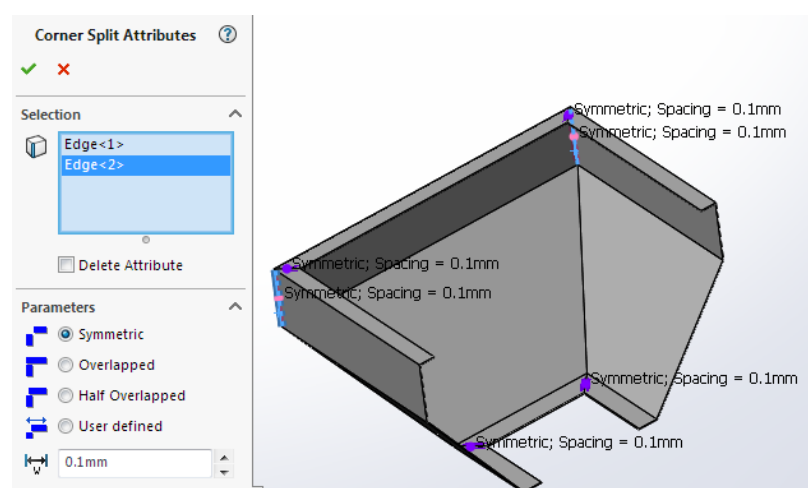 Corner Split Attributes
Selection
Edge<1>
Edge<2>
Delete Attribute
Parameters
Symmetric
Overlapped
Half Overlapped
User defined
W
0.1mm
Symmetric; Spacing = 0.1mm
Symmetric; Spacing = 0.1mm
Symmetric; Spacing = 0.1mm
Symmetric; Spacing = 0.1mm
Symmetric; Spacing = 0.1mm
Symmetric; Spacing = 0.1mm